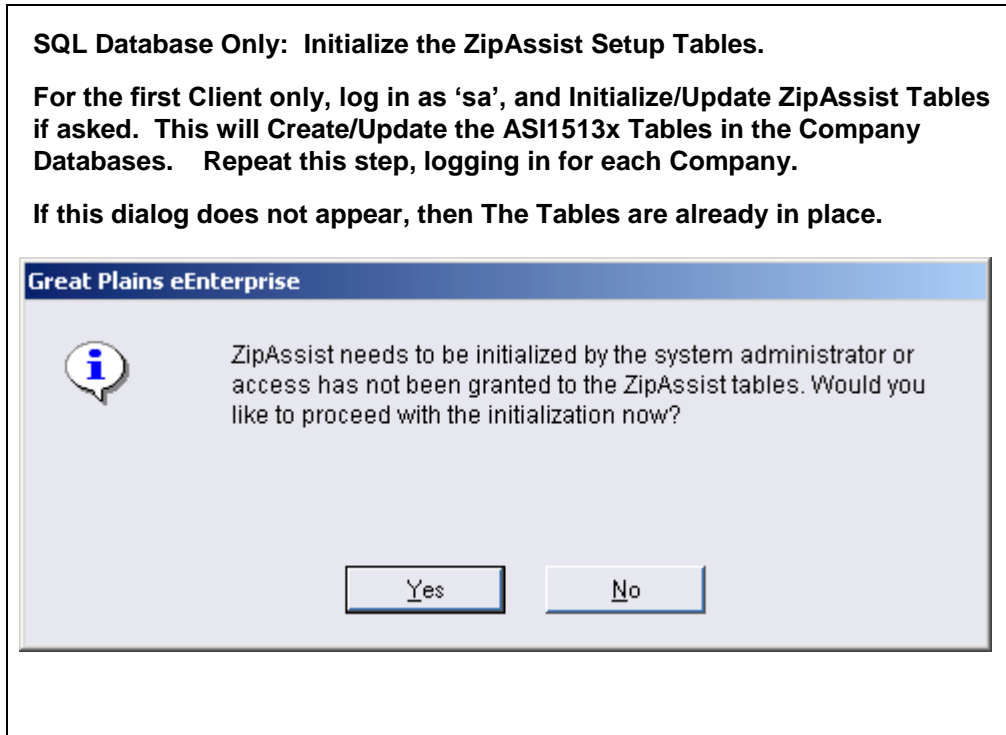 SQL Database Only:  Initialize the ZipAssist Setup Tables.
For the first Client only, log in as ‘sa’, and Initialize/Update ZipAssist Tables
if asked.  This will Create/Update the ASI1513x Tables in the Company
Databases.    Repeat this step, logging in for each Company.
If this dialog does not appear, then The Tables are already in place.
Great Plains eEnterprise
ZipAssist needs to be initialized by the system administrator or
access has not been granted to the ZipAssist tables. Would you
like to proceed with the initialization now?
Yes
No